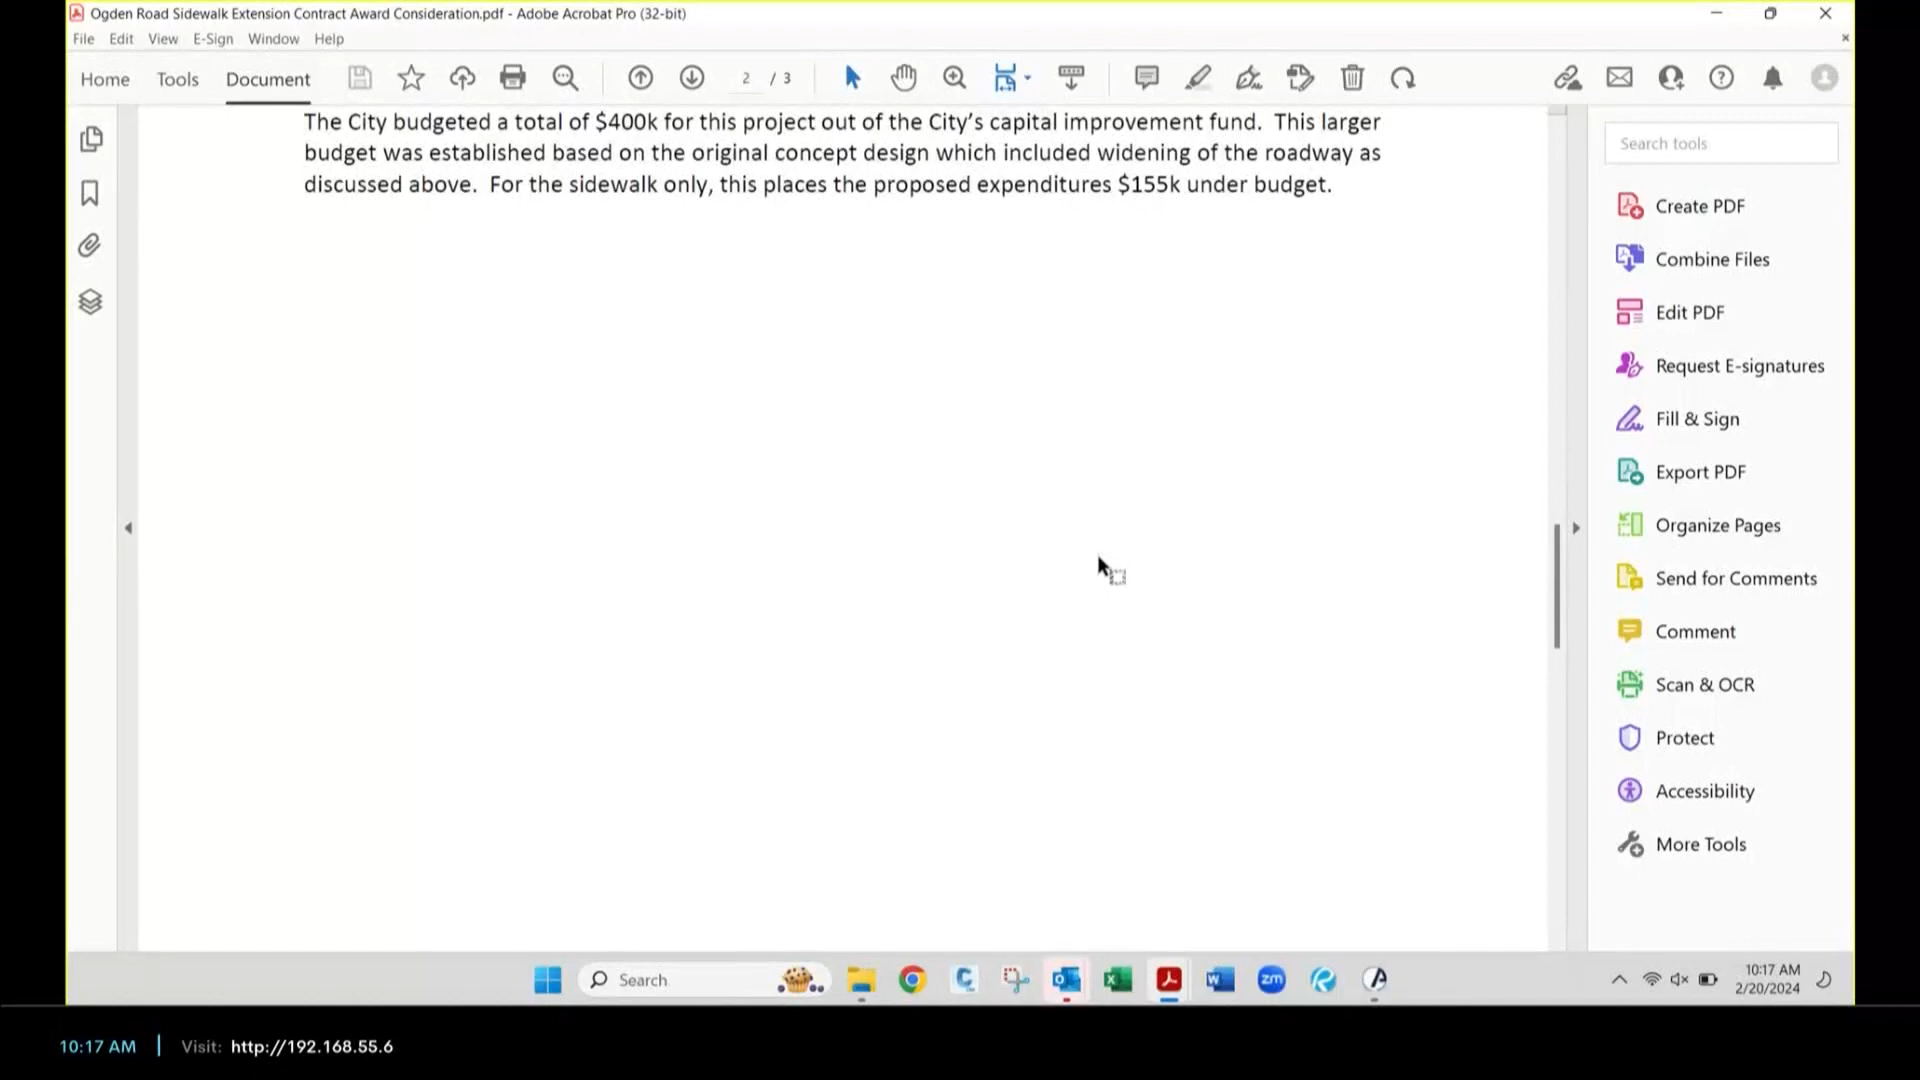 Ogden Road Sidewalk Extension Contract Award Consideration.pdf - Adobe Acrobat Pro (32-bit)
File Edit View E-Sign Window Help
Home Tools Document 2 / 3
The City budgeted a total of $400k for this project out of the City’s capital improvement fund. This larger
budget was established based on the original concept design which included widening of the roadway as
discussed above. For the sidewalk only, this places the proposed expenditures $155k under budget.
Search tools
Create PDF
Combine Files
Edit PDF
Request E-signatures
Fill & Sign
Export PDF
Organize Pages
Send for Comments
Comment
Scan & OCR
Protect
Accessibility
More Tools
Search
zm
10:17 AM
2/20/2024
10:17 AM | Visit: http://192.168.55.6